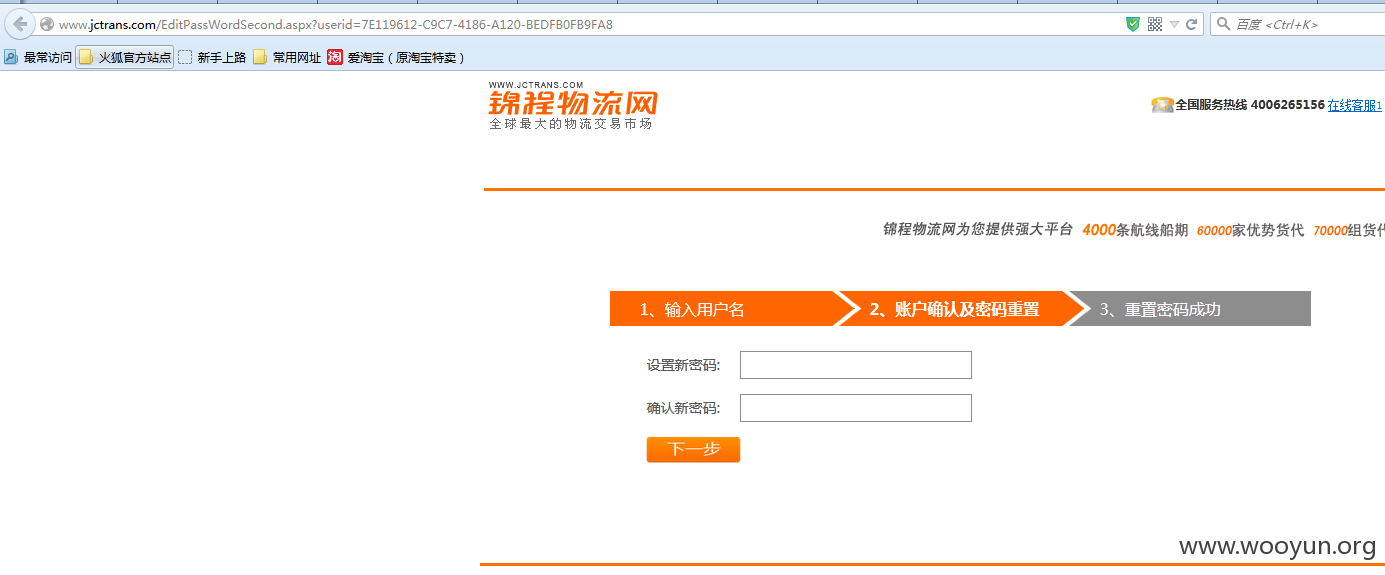 www.jctrans.com/EditPassWordSecond.aspx?userid=7E119612-C9C7-4186-A120-BEDFB0FB9FA8
百度 <Ctrl+K>
最常访问 火狐官方站点 新手上路 常用网址 淘 爱淘宝（原淘宝特卖）
WWW.JCTRANS.COM
锦程物流网
全球最大的物流交易市场
全国服务热线 4006265156 在线客服1
锦程物流网为您提供强大平台 4000条航线船期 60000家优势货代 70000组货代
1、输入用户名 2、账户确认及密码重置 3、重置密码成功
设置新密码:
确认新密码:
下一步
www.wooyun.org